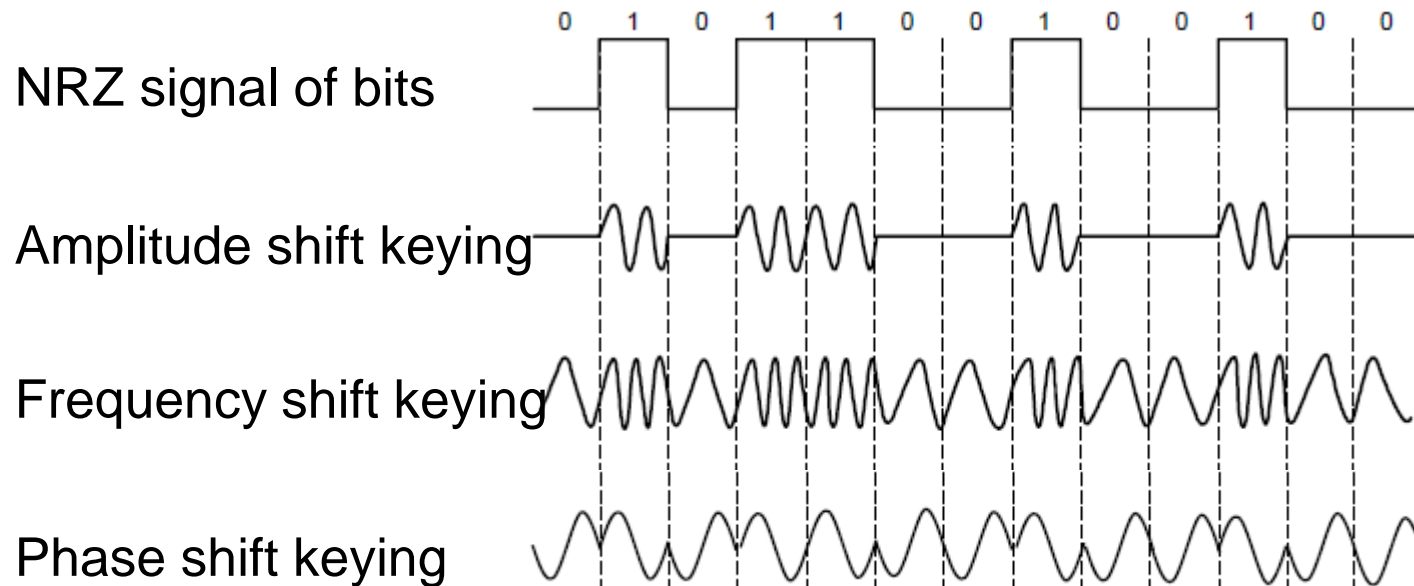 0 1 0 1 1 0 0 1 0 0 1 0 0
NRZ signal of bits
Amplitude shift keying
Frequency shift keying
Phase shift keying